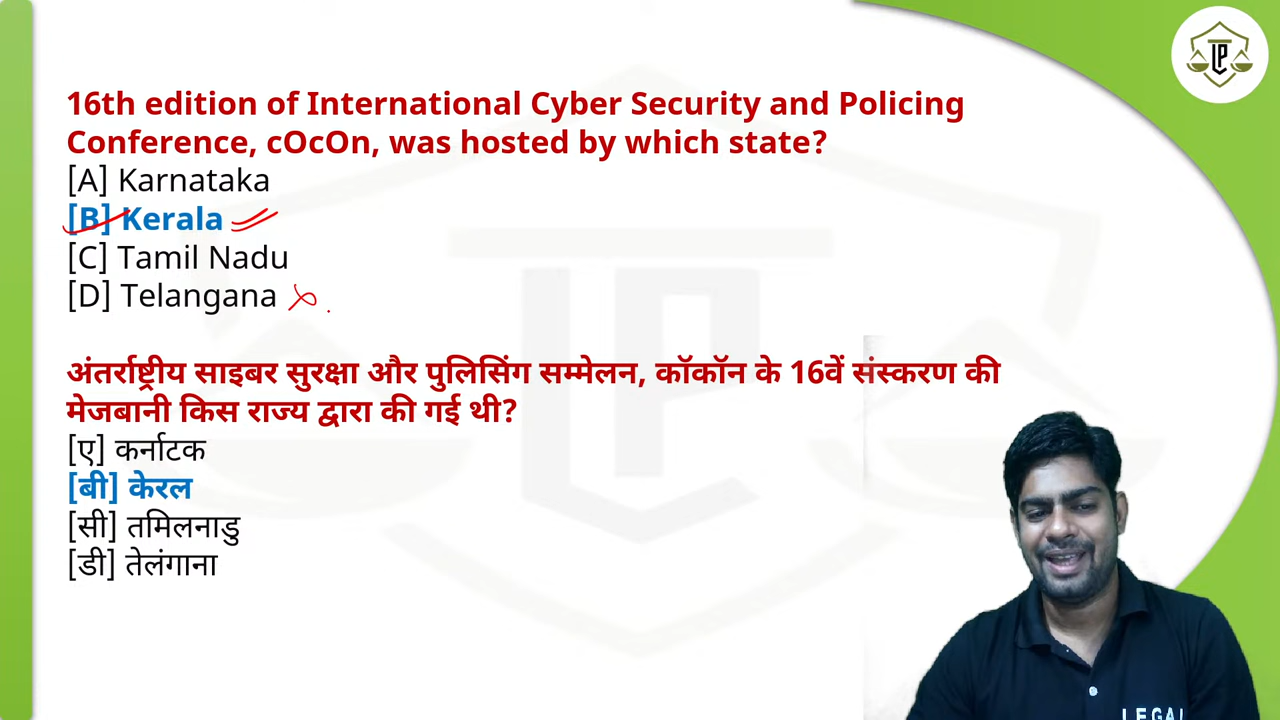 16th edition of International Cyber Security and Policing
Conference, cOcOn, was hosted by which state?
[A] Karnataka
[B] Kerala
[C] Tamil Nadu
[D] Telangana
अंतर्राष्ट्रीय साइबर सुरक्षा और पुलिसिंग सम्मेलन, कॉकॉन के 16वें संस्करण की
मेजबानी किस राज्य द्वारा की गई थी?
[ए] कर्नाटक
[बी] केरल
[सी] तमिलनाडु
[डी] तेलंगाना
LEGAL